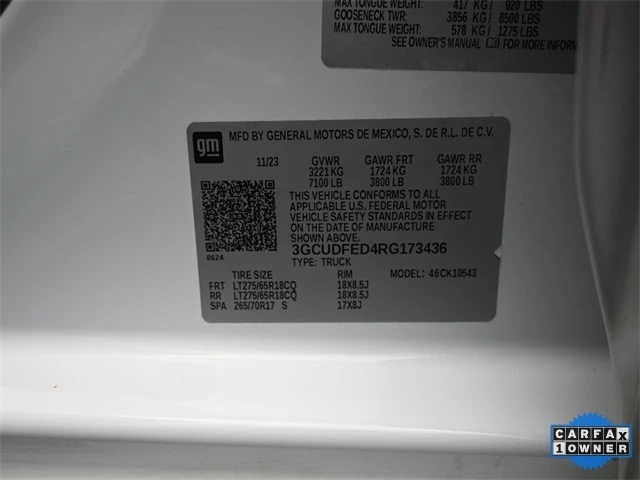 MAX TONGUE WEIGHT: 417 KG / 920 LBS
GOOSENECK TWR: 3856 KG / 8500 LBS
MAX TONGUE WEIGHT: 578 KG / 1275 LBS
SEE OWNER'S MANUAL FOR MORE INFORM
gm MFD BY GENERAL MOTORS DE MEXICO, S. DE R.L. DE C.V.
11/23 GVWR GAWR FRT GAWR RR
3221 KG 1724 KG 1724 KG
7100 LB 3800 LB 3800 LB
THIS VEHICLE CONFORMS TO ALL
APPLICABLE U.S. FEDERAL MOTOR
VEHICLE SAFETY STANDARDS IN EFFECT
ON THE DATE OF MANUFACTURE
SHOWN ABOVE.
8624 3GCUDFED4RG173436
TYPE: TRUCK
TIRE SIZE RIM MODEL: 46CK10543
FRT LT275/65R18CQ 18X8.5J
RR LT275/65R18CQ 18X8.5J
SPA 265/70R17 S 17X8J
CARFAX
1 OWNER